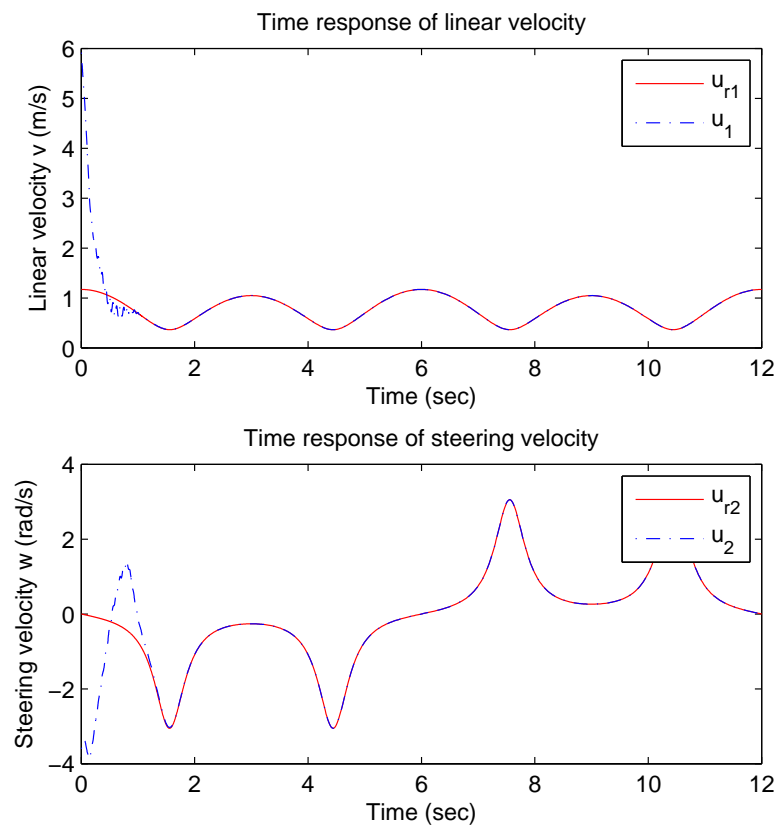 Time response of linear velocity
Linear velocity v (m/s)
6
5
4
3
2
1
0
u_r1
u_1
0 2 4 6 8 10 12
Time (sec)
Time response of steering velocity
Steering velocity w (rad/s)
4
2
0
−2
−4
u_r2
u_2
0 2 4 6 8 10 12
Time (sec)